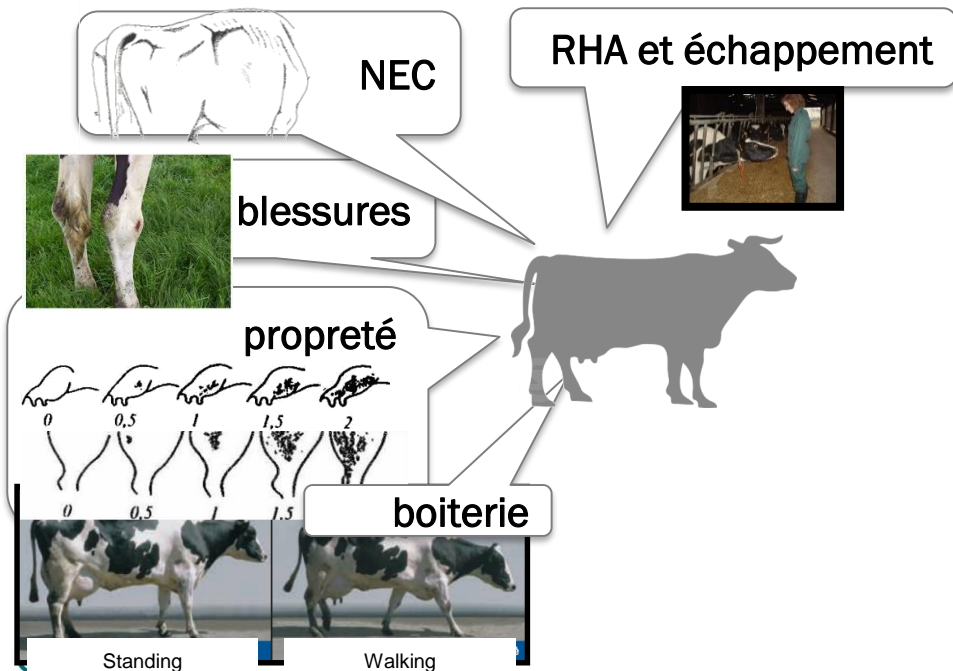 NEC
RHA et échappement
blessures
propreté
0 0,5 1 1,5 2
0 0,5 1 1,5
boiterie
Standing
Walking